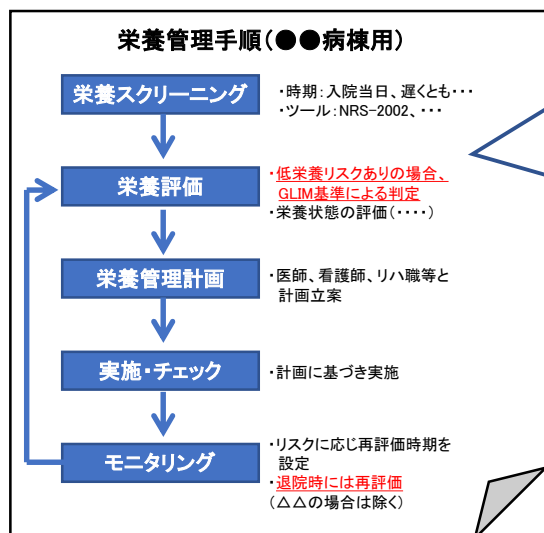 栄養管理手順(●●病棟用)
栄養スクリーニング
・時期:入院当日、遅くとも・・・
・ツール:NRS-2002、・・・
栄養評価
・低栄養リスクありの場合、
GLIM基準による判定
・栄養状態の評価(・・・・)
栄養管理計画
・医師、看護師、リハ職等と
計画立案
実施・チェック
・計画に基づき実施
モニタリング
・リスクに応じ再評価時期を
設定
・退院時には再評価
(△△の場合は除く)